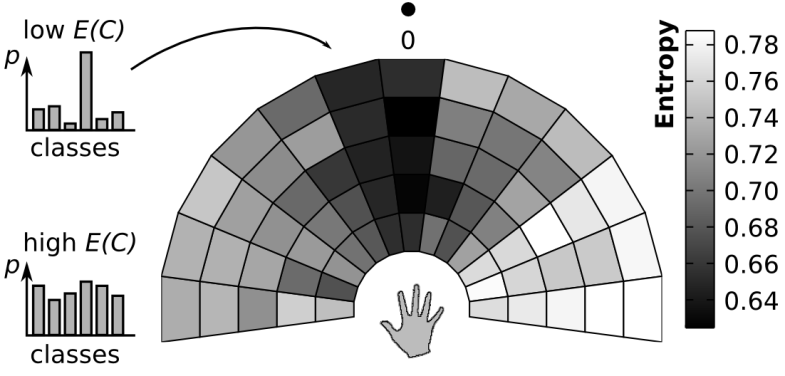 low E(C)
p
classes
high E(C)
p
classes
0
Entropy
0.78
0.76
0.74
0.72
0.70
0.68
0.66
0.64